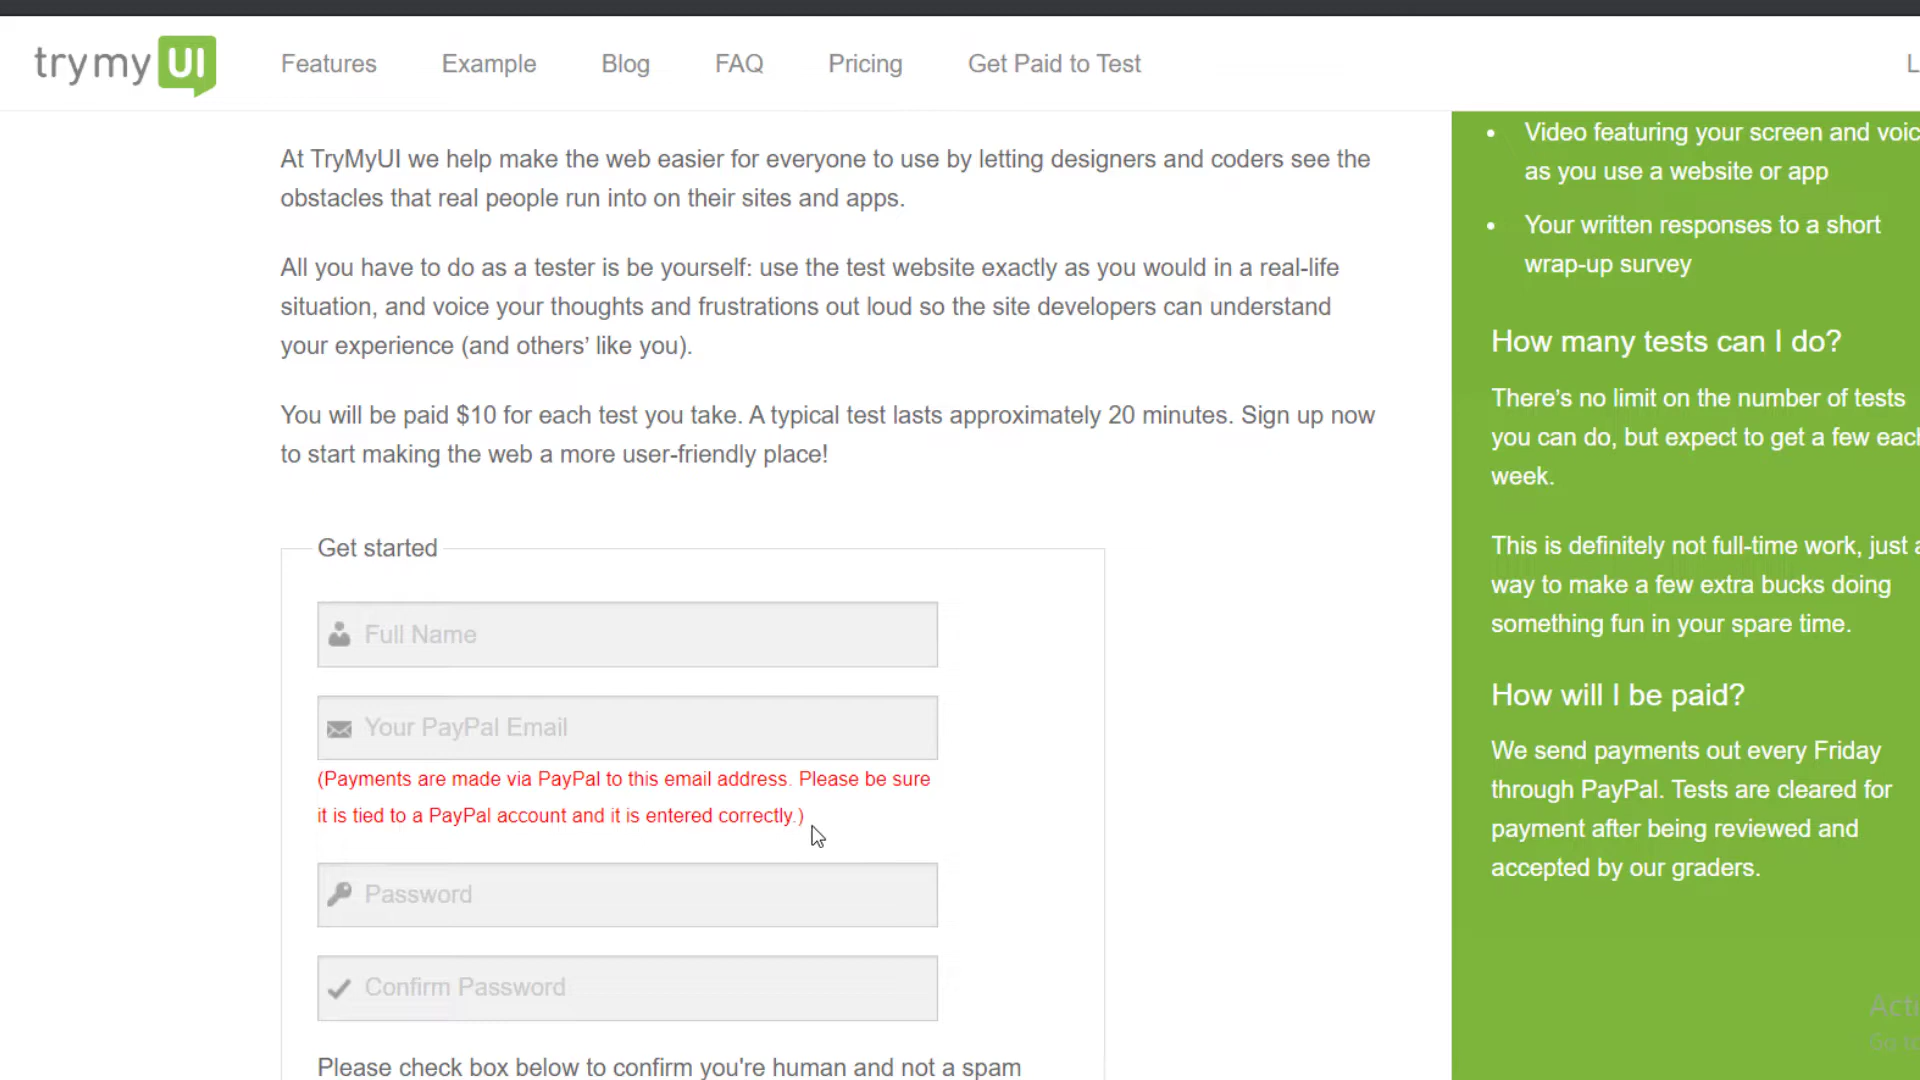 trymyUI
Features
Example
Blog
FAQ
Pricing
Get Paid to Test
L
At TryMyUI we help make the web easier for everyone to use by letting designers and coders see the
obstacles that real people run into on their sites and apps.
All you have to do as a tester is be yourself: use the test website exactly as you would in a real-life
situation, and voice your thoughts and frustrations out loud so the site developers can understand
your experience (and others’ like you).
You will be paid $10 for each test you take. A typical test lasts approximately 20 minutes. Sign up now
to start making the web a more user-friendly place!
Get started
Full Name
Your PayPal Email
(Payments are made via PayPal to this email address. Please be sure
it is tied to a PayPal account and it is entered correctly.)
Password
Confirm Password
Please check box below to confirm you're human and not a spam
• Video featuring your screen and voic
as you use a website or app
• Your written responses to a short
wrap-up survey
How many tests can I do?
There’s no limit on the number of tests
you can do, but expect to get a few each
week.
This is definitely not full-time work, just a
way to make a few extra bucks doing
something fun in your spare time.
How will I be paid?
We send payments out every Friday
through PayPal. Tests are cleared for
payment after being reviewed and
accepted by our graders.
Acti
Go to